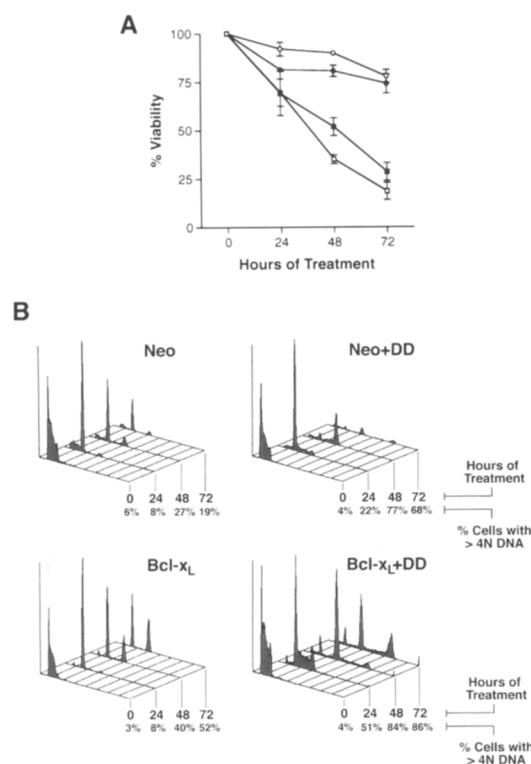 A
100
75
50
25
0
% Viability
0 24 48 72
Hours of Treatment
B
Neo
0 24 48 72
6% 8% 27% 19%
Neo+DD
0 24 48 72
4% 22% 77% 68%
Hours of
Treatment
% Cells with
> 4N DNA
Bcl-xL
0 24 48 72
3% 8% 40% 52%
Bcl-xL+DD
0 24 48 72
4% 51% 84% 86%
Hours of
Treatment
% Cells with
> 4N DNA